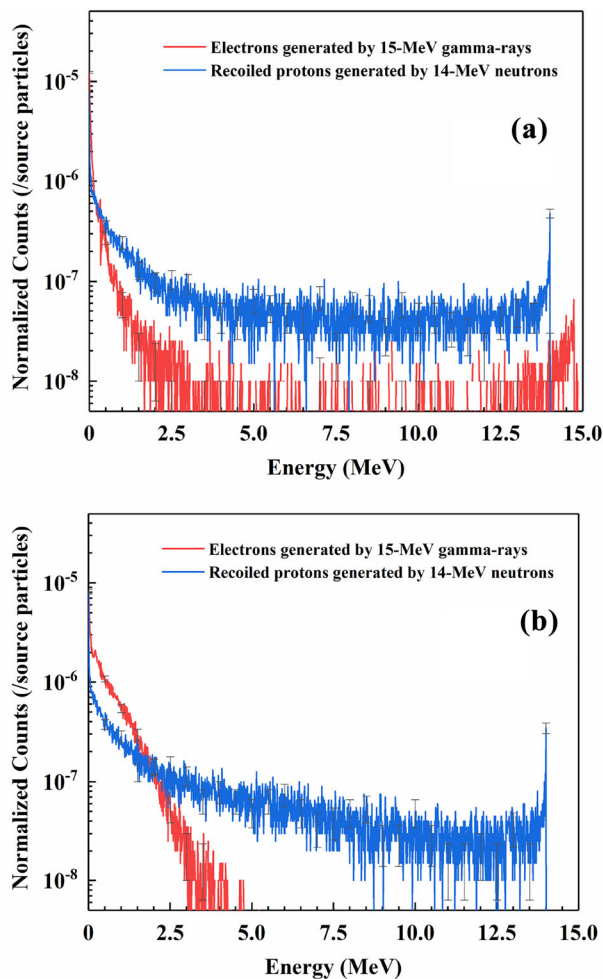 Electrons generated by 15-MeV gamma-rays
Recoiled protons generated by 14-MeV neutrons
(a)
Normalized Counts (/source particles)
10⁻⁵
10⁻⁶
10⁻⁷
10⁻⁸
0 2.5 5.0 7.5 10.0 12.5 15.0
Energy (MeV)
Electrons generated by 15-MeV gamma-rays
Recoiled protons generated by 14-MeV neutrons
(b)
Normalized Counts (/source particles)
10⁻⁵
10⁻⁶
10⁻⁷
10⁻⁸
0 2.5 5.0 7.5 10.0 12.5 15.0
Energy (MeV)